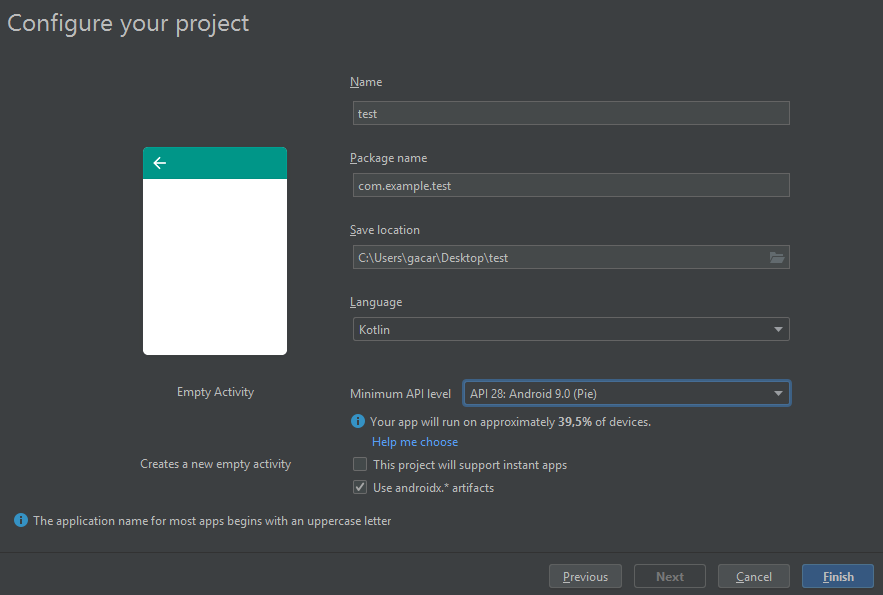 Configure your project
Name
test
Package name
com.example.test
Save location
C:\Users\gacar\Desktop\test
Language
Kotlin
Empty Activity
Minimum API level API 28: Android 9.0 (Pie)
Your app will run on approximately 39,5% of devices.
Help me choose
Creates a new empty activity
This project will support instant apps
Use androidx.* artifacts
The application name for most apps begins with an uppercase letter
Previous Next Cancel Finish